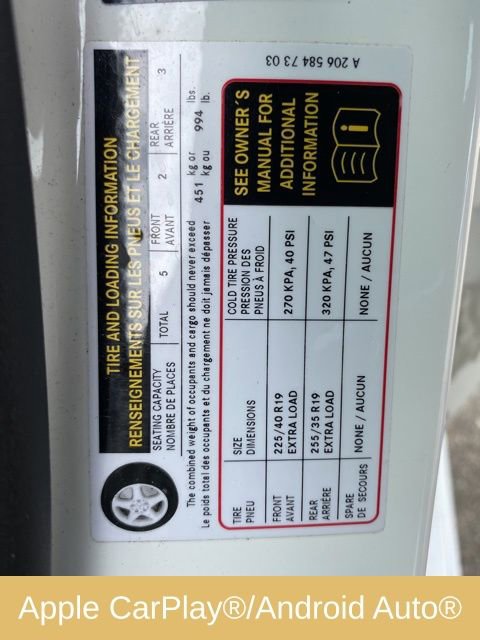 TIRE AND LOADING INFORMATION
RENSEIGNEMENTS SUR LES PNEUS ET LE CHARGEMENT
SEATING CAPACITY TOTAL 5 FRONT 2 REAR 3
NOMBRE DE PLACES AVANT ARRIÈRE
The combined weight of occupants and cargo should never exceed 451 kg or 994 lbs.
Le poids total des occupants et du chargement ne doit jamais dépasser kg ou lb.
TIRE SIZE COLD TIRE PRESSURE
PNEU DIMENSIONS PRESSION DES
PNEUS À FROID
FRONT 225/40 R19 270 KPA, 40 PSI
AVANT EXTRA LOAD
REAR 255/35 R19 320 KPA, 47 PSI
ARRIÈRE EXTRA LOAD
SPARE NONE / AUCUN NONE / AUCUN
DE SECOURS
SEE OWNER´S
MANUAL FOR
ADDITIONAL
INFORMATION
A 206 584 73 03
Apple CarPlay®/Android Auto®